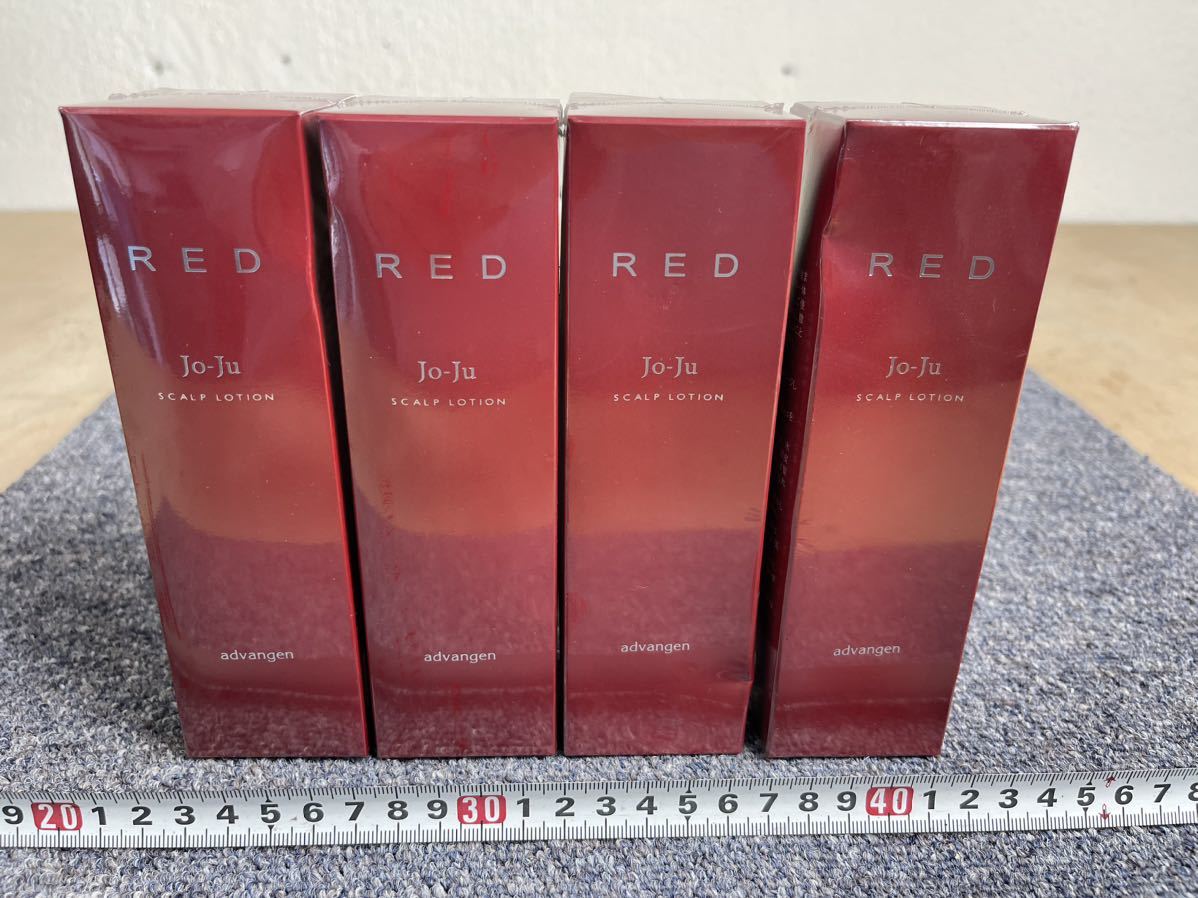 RED
Jo-Ju
SCALP LOTION
advangen
RED
Jo-Ju
SCALP LOTION
advangen
RED
Jo-Ju
SCALP LOTION
advangen
RED
Jo-Ju
SCALP LOTION
advangen
9 20 1 2 3 4 5 6 7 8 9 30 1 2 3 4 5 6 7 8 9 40 1 2 3 4 5 6 7 8